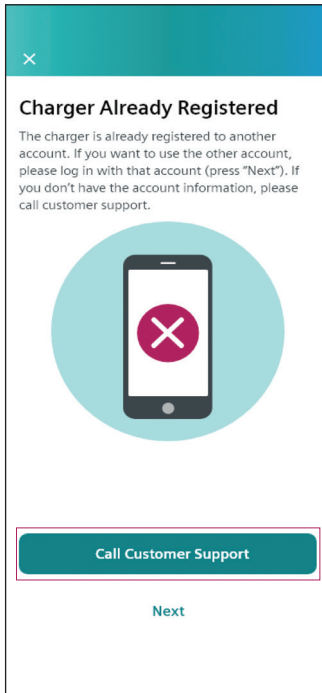 Charger Already Registered
The charger is already registered to another
account. If you want to use the other account,
please log in with that account (press “Next”). If
you don’t have the account information, please
call customer support.
Call Customer Support
Next